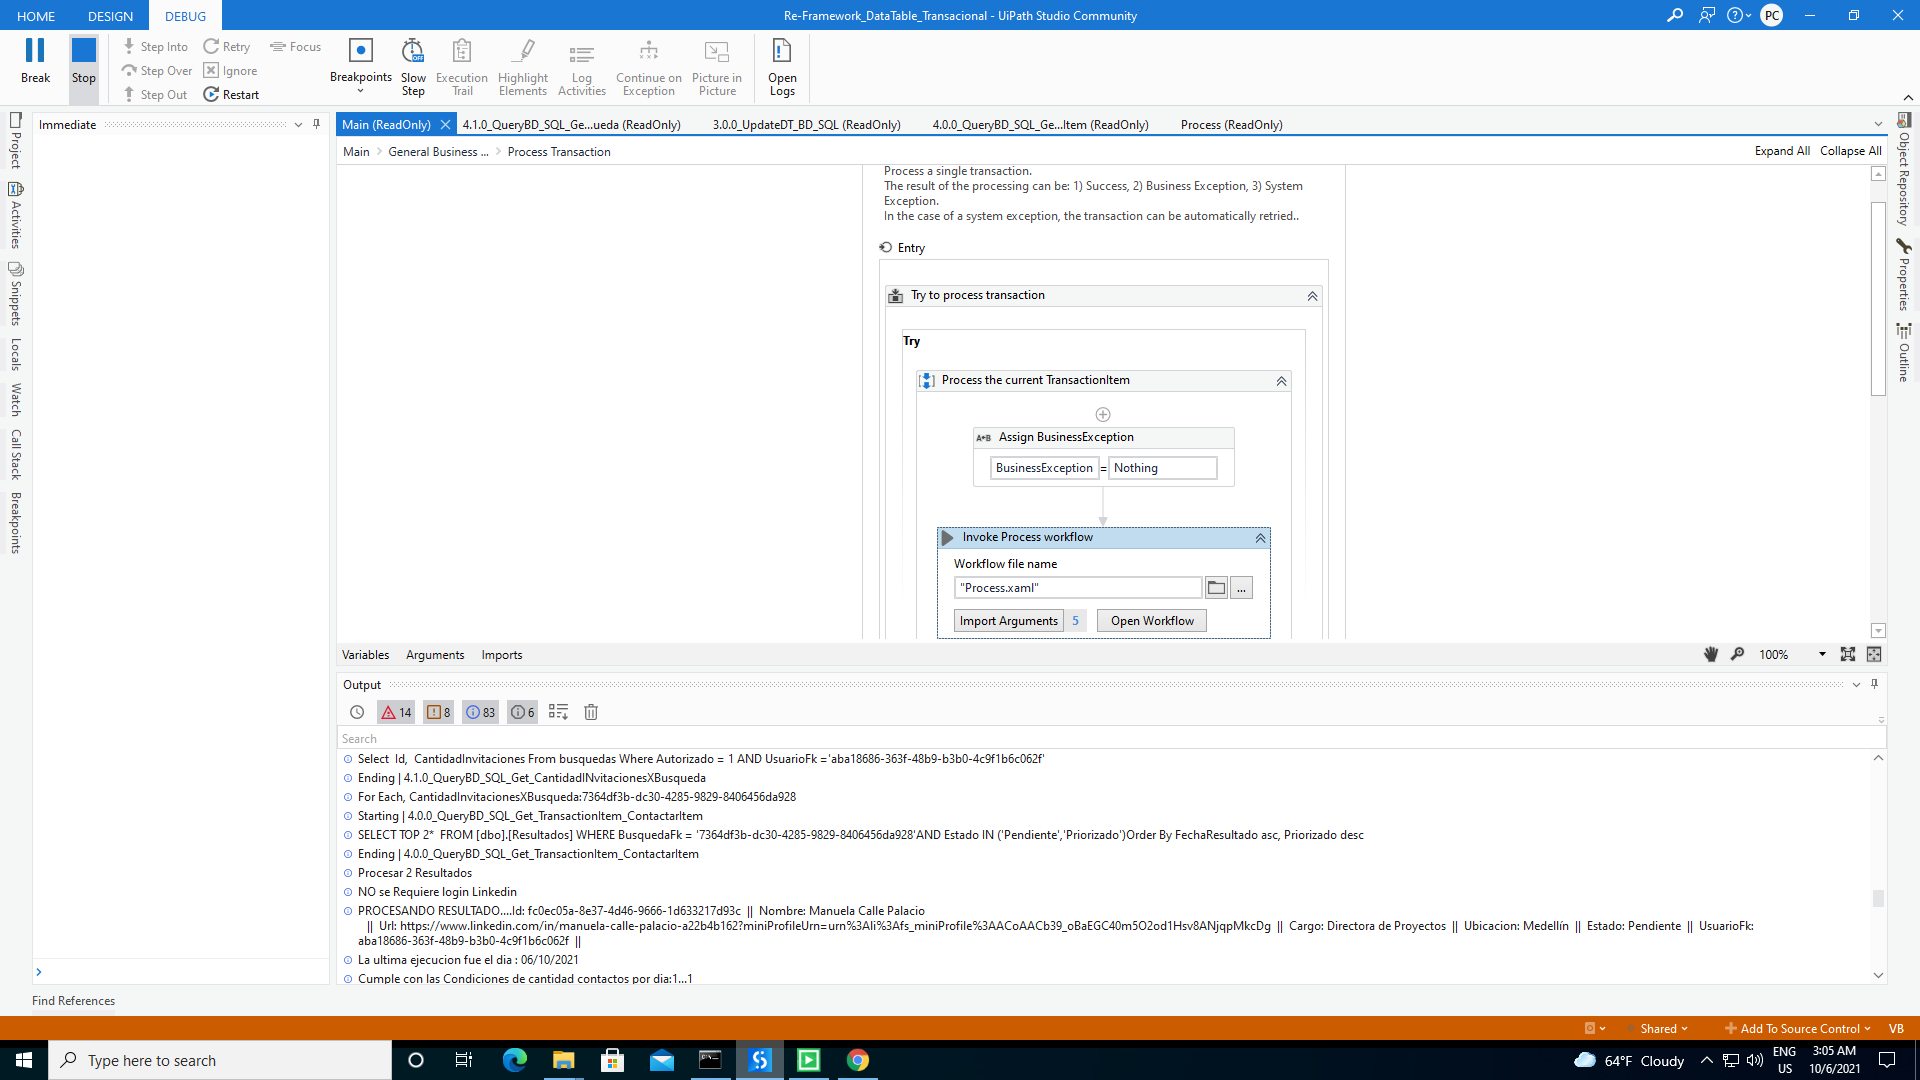 HOME DESIGN DEBUG Re-Framework_DataTable_Transacional - UiPath Studio Community PC
Break Stop Step Into Step Over Step Out Retry Ignore Restart Focus Breakpoints Slow Step Execution Trail Highlight Elements Log Activities Continue on Exception Picture in Picture Open Logs
Project
Activities
Snippets
Locals
Watch
Call Stack
Breakpoints
Immediate
Find References
Main (ReadOnly) 4.1.0_QueryBD_SQL_Ge...ueda (ReadOnly) 3.0.0_UpdateDT_BD_SQL (ReadOnly) 4.0.0_QueryBD_SQL_Ge...Item (ReadOnly) Process (ReadOnly)
Main General Business ... Process Transaction Expand All Collapse All
Process a single transaction.
The result of the processing can be: 1) Success, 2) Business Exception, 3) System
Exception.
In the case of a system exception, the transaction can be automatically retried..
Entry
Try to process transaction
Try
Process the current TransactionItem
A+B Assign BusinessException
BusinessException = Nothing
Invoke Process workflow
Workflow file name
"Process.xaml" ...
Import Arguments 5 Open Workflow
Object Repository
Properties
Outline
Variables Arguments Imports 100%
Output
14 8 83 6
Search
Select Id, CantidadInvitaciones From busquedas Where Autorizado = 1 AND UsuarioFk ='aba18686-363f-48b9-b3b0-4c9f1b6c062f'
Ending | 4.1.0_QueryBD_SQL_Get_CantidadINvitacionesXBusqueda
For Each, CantidadInvitacionesXBusqueda:7364df3b-dc30-4285-9829-8406456da928
Starting | 4.0.0_QueryBD_SQL_Get_TransactionItem_ContactarItem
SELECT TOP 2* FROM [dbo].[Resultados] WHERE BusquedaFk = '7364df3b-dc30-4285-9829-8406456da928'AND Estado IN ('Pendiente','Priorizado')Order By FechaResultado asc, Priorizado desc
Ending | 4.0.0_QueryBD_SQL_Get_TransactionItem_ContactarItem
Procesar 2 Resultados
NO se Requiere login Linkedin
PROCESANDO RESULTADO....Id: fc0ec05a-8e37-4d46-9666-1d633217d93c || Nombre: Manuela Calle Palacio
|| Url: https://www.linkedin.com/in/manuela-calle-palacio-a22b4b162?miniProfileUrn=urn%3Ali%3Afs_miniProfile%3AACoAACb39_oBaEGC40m5O2od1Hsv8ANjqpMkcDg || Cargo: Directora de Proyectos || Ubicacion: Medellín || Estado: Pendiente || UsuarioFk:
aba18686-363f-48b9-b3b0-4c9f1b6c062f ||
La ultima ejecucion fue el dia : 06/10/2021
Cumple con las Condiciones de cantidad contactos por dia:1...1
Shared Add To Source Control VB
Type here to search 64°F Cloudy ENG US 3:05 AM 10/6/2021